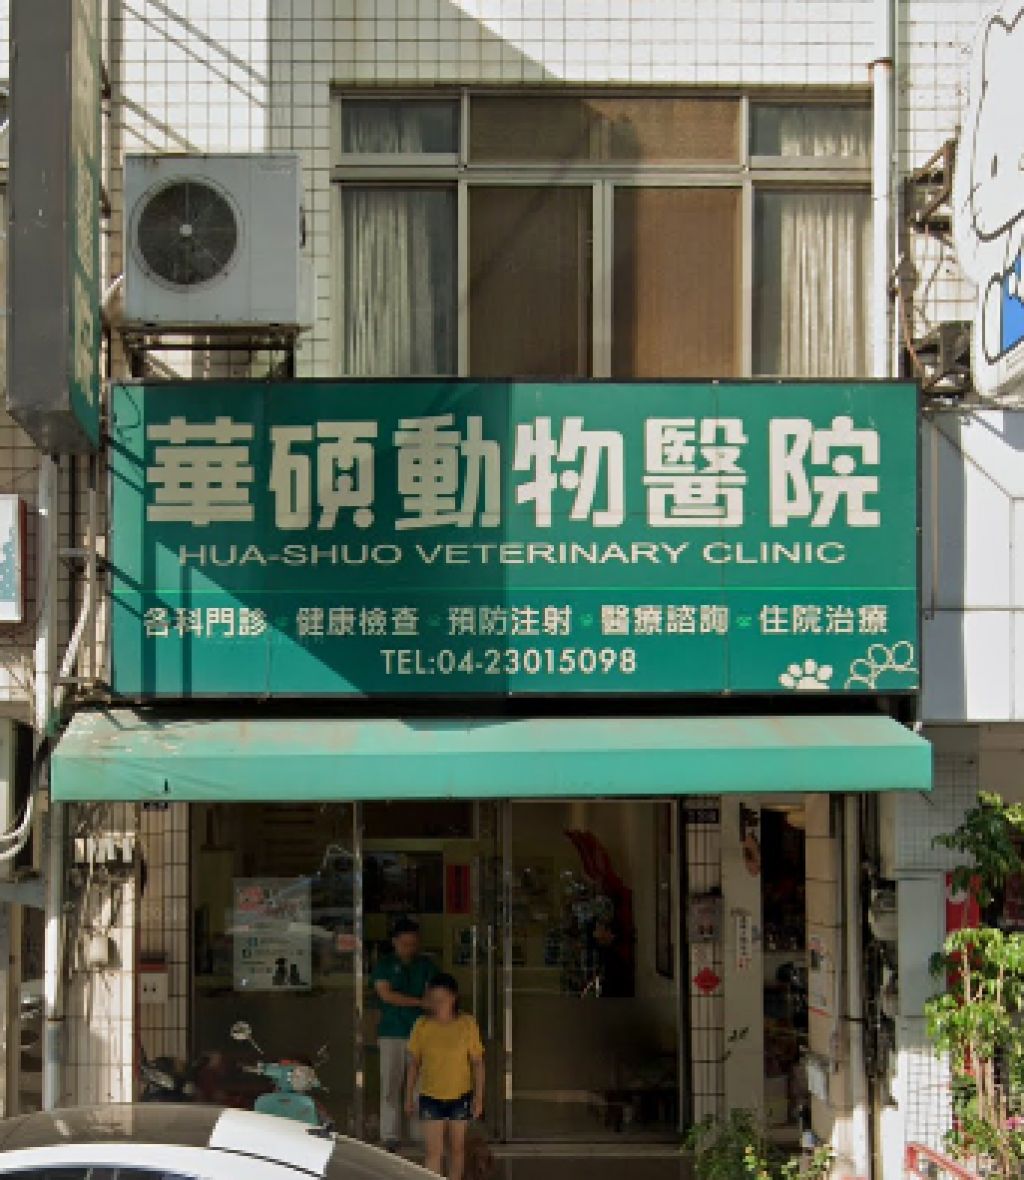 華碩動物醫院
HUA-SHUO VETERINARY CLINIC
各科門診 健康檢查 預防注射 醫療諮詢 住院治療
TEL:04-23015098